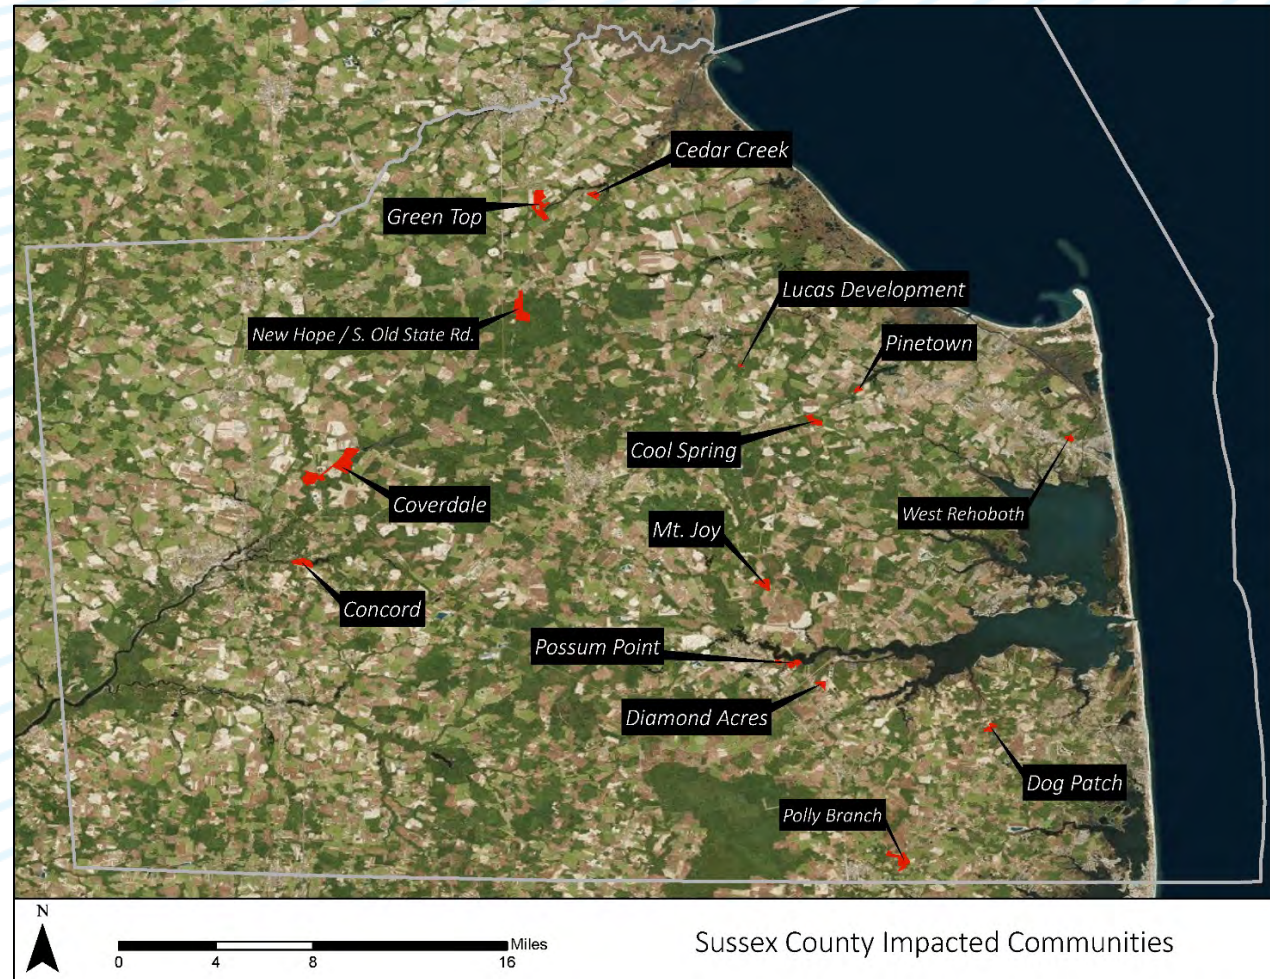 Cedar Creek
Green Top
Lucas Development
New Hope / S. Old State Rd.
Pinetown
Cool Spring
Coverdale
West Rehoboth
Mt. Joy
Concord
Possum Point
Diamond Acres
Dog Patch
Polly Branch
N
Miles
0 4 8 16
Sussex County Impacted Communities